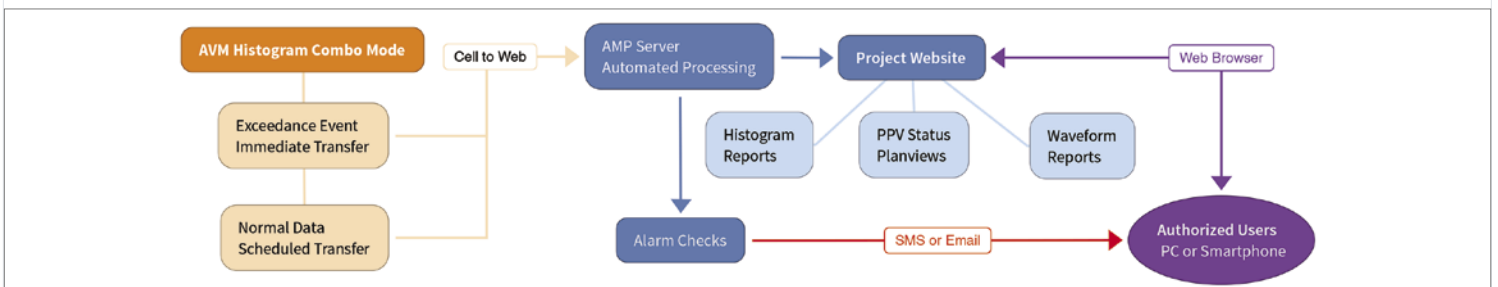 AVM Histogram Combo Mode
Cell to Web
AMP Server
Automated Processing
Project Website
Web Browser
Exceedance Event
Immediate Transfer
Histogram
Reports
PPV Status
Planviews
Waveform
Reports
Normal Data
Scheduled Transfer
Alarm Checks
SMS or Email
Authorized Users
PC or Smartphone